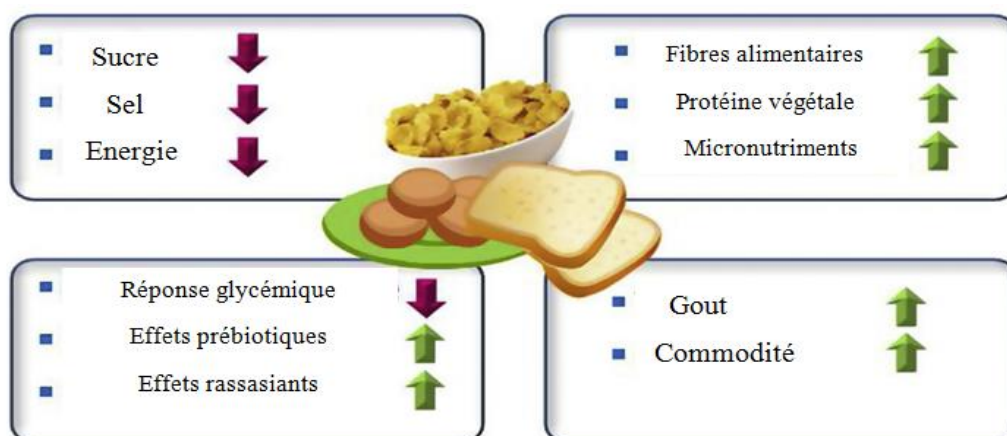 Sucre
Sel
Energie
Fibres alimentaires
Protéine végétale
Micronutriments
Réponse glycémique
Effets prébiotiques
Effets rassasiants
Gout
Commodité